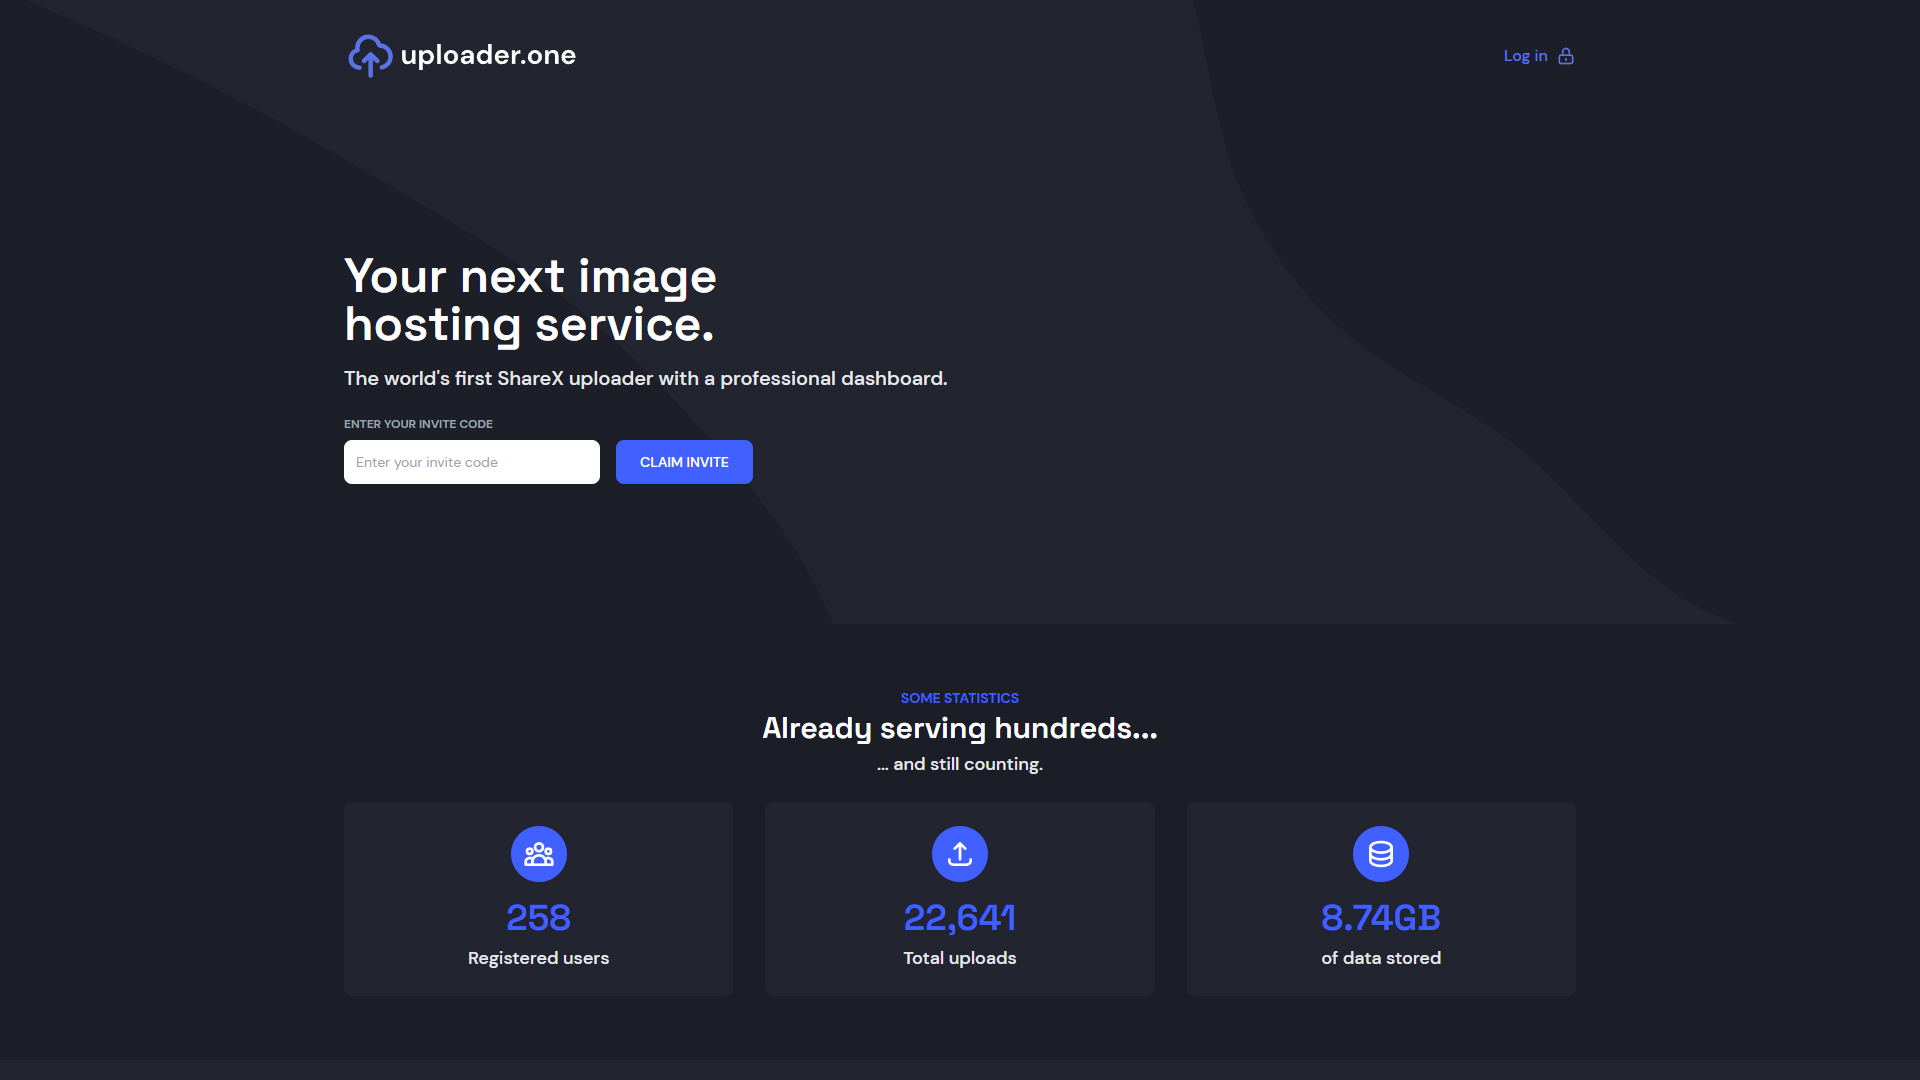 uploader.one
Log in
Your next image
hosting service.
The world's first ShareX uploader with a professional dashboard.
ENTER YOUR INVITE CODE
Enter your invite code
CLAIM INVITE
SOME STATISTICS
Already serving hundreds...
... and still counting.
258
Registered users
22,641
Total uploads
8.74GB
of data stored